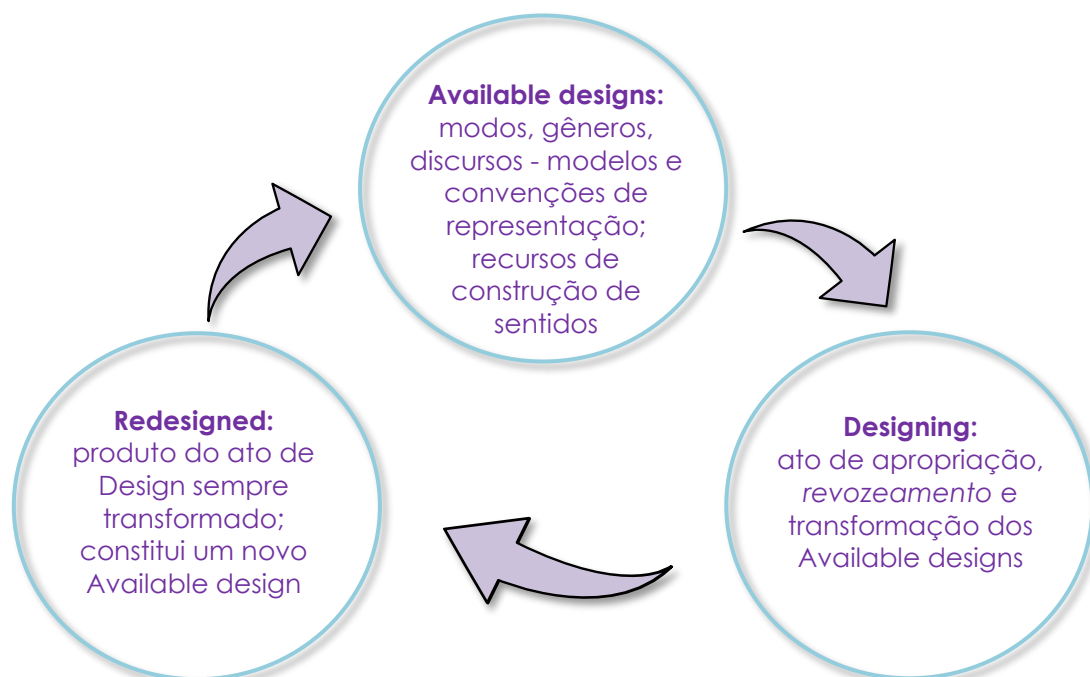 Available designs:
modos, gêneros,
discursos - modelos e
convenções de
representação;
recursos de
construção de
sentidos
Redesigned:
produto do ato de
Design sempre
transformado;
constitui um novo
Available design
Designing:
ato de apropriação,
revozeamento e
transformação dos
Available designs